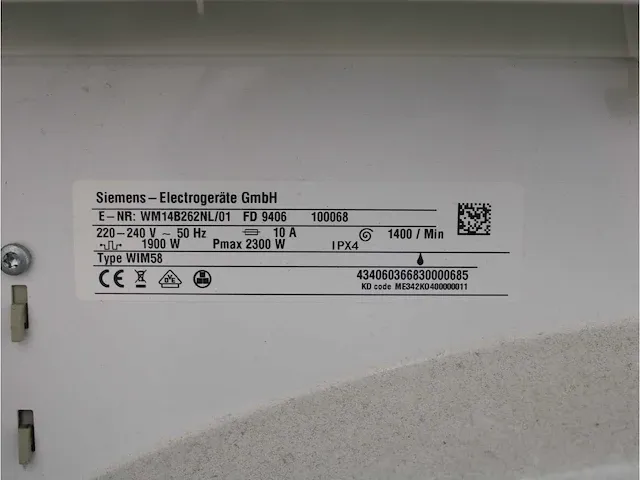 Siemens-Electrogeräte GmbH
E-NR: WM14B262NL/01 FD 9406 100068
220-240 V ~ 50 Hz 10 A 1400 / Min
1900 W Pmax 2300 W IPX4
Type WIM58
434060366830000685
KD code ME342KD400000011